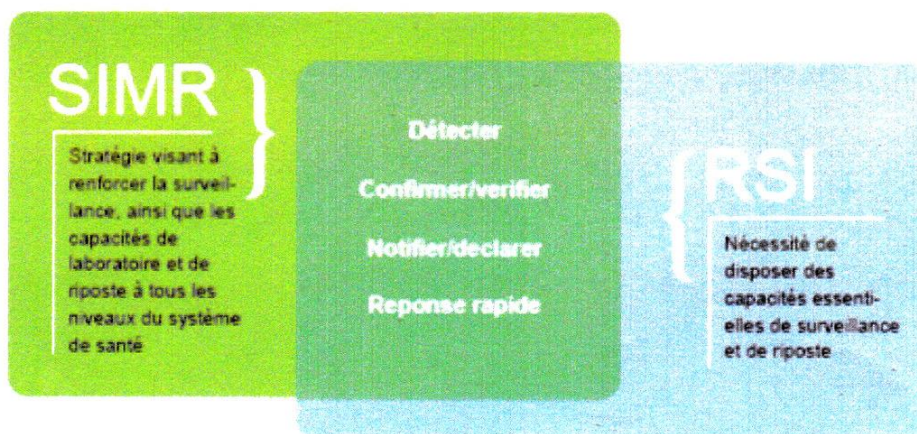 SIMR
Stratégie visant à
renforcer la surveil-
lance, ainsi que les
capacités de
laboratoire et de
riposte à tous les
niveaux du système
de santé
Détecter
Confirmer/verifier
Notifier/declarer
Reponse rapide
RSI
Nécessité de
disposer des
capacités essenti-
elles de surveillance
et de riposte